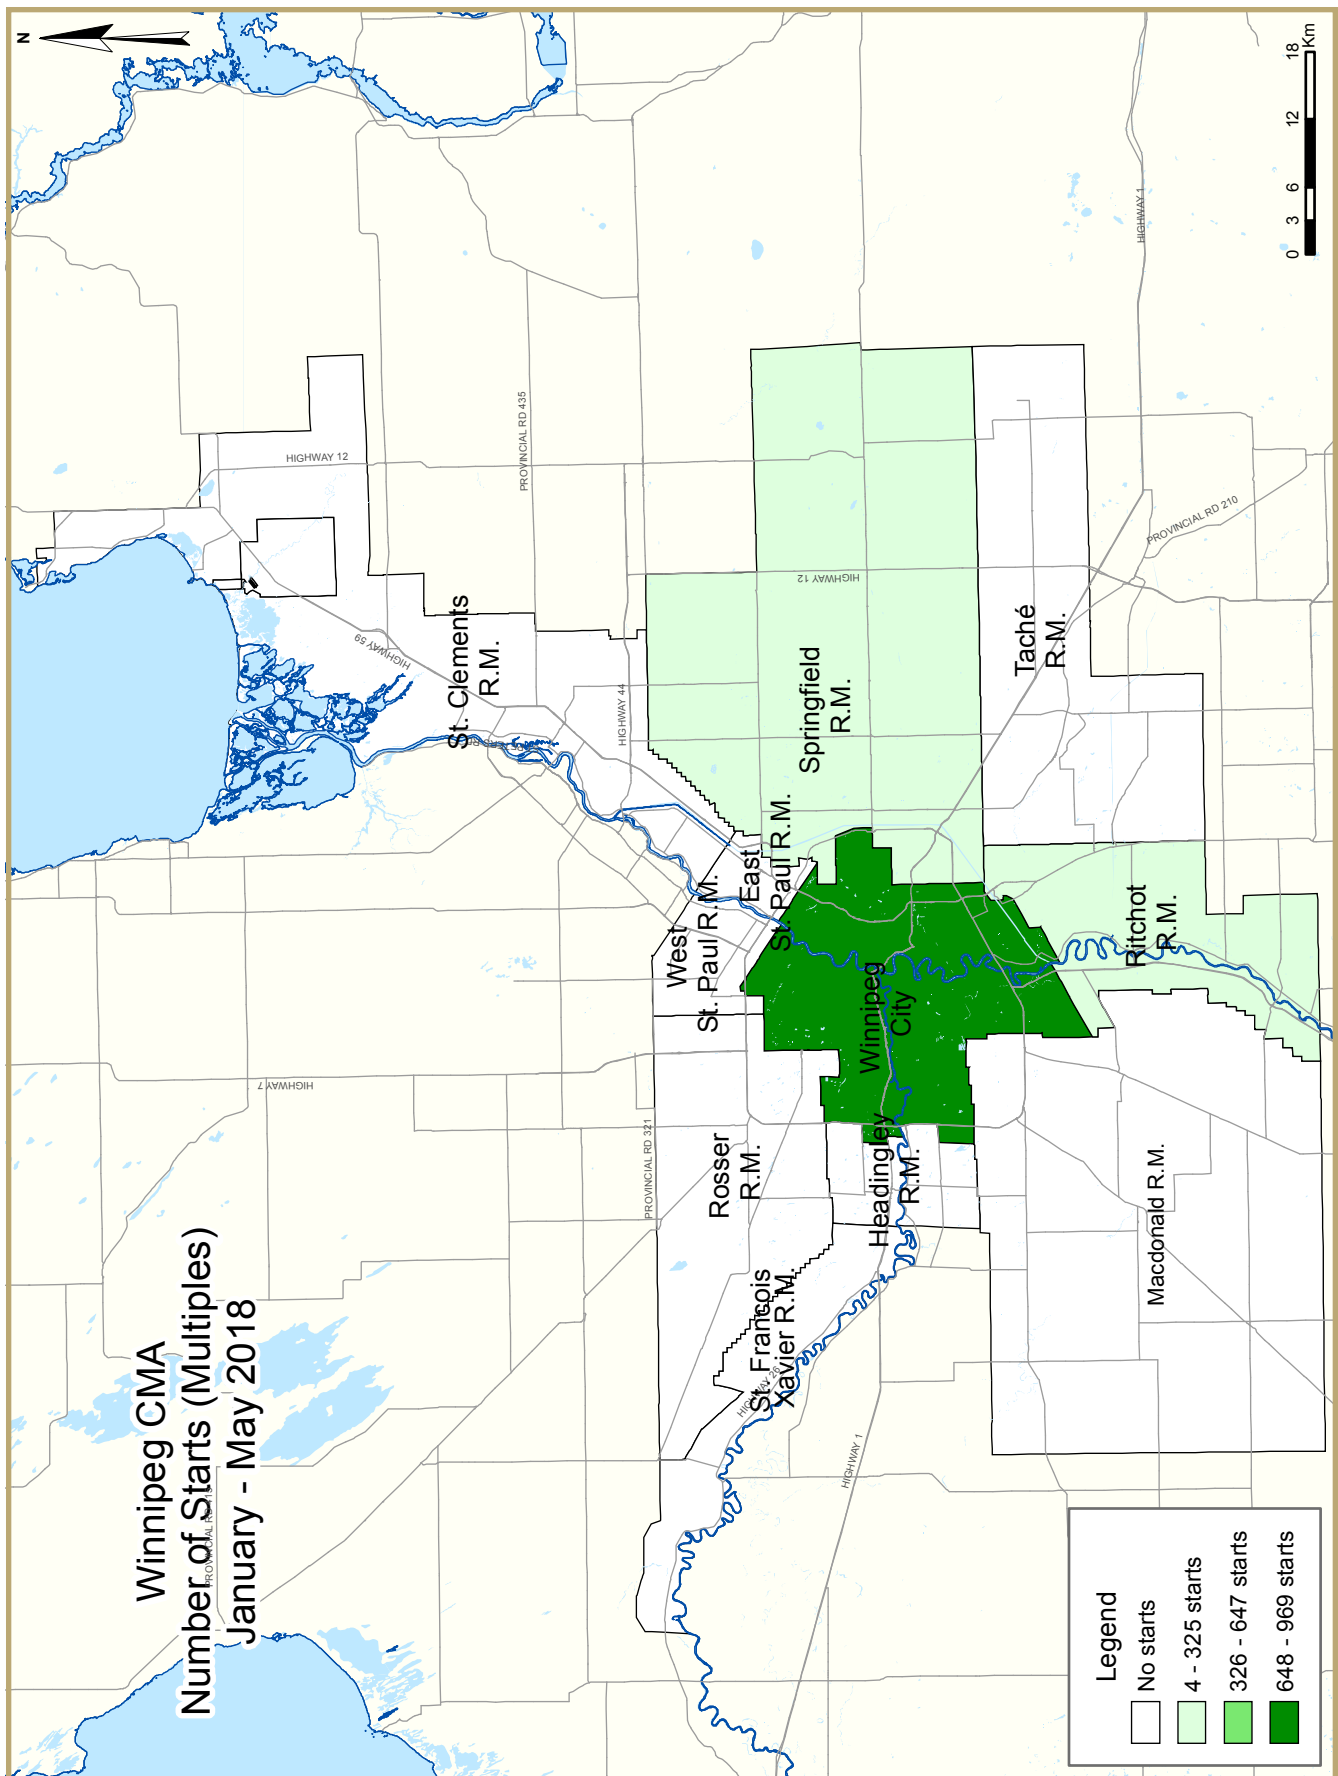 Winnipeg CMA
Number of Starts (Multiples)
January - May 2018
N
PROVINCIAL RD 435
HIGHWAY 12
HIGHWAY 59
St. Clements
R.M.
HIGHWAY 44
HIGHWAY 7
PROVINCIAL RD 321
West
St. Paul R.M.
East
St. Paul R.M.
Springfield
R.M.
HIGHWAY 12
Rosser
R.M.
St. François
Xavier R.M.
HIGHWAY 26
Headingley
R.M.
Winnipeg
City
HIGHWAY 1
Taché
R.M.
HIGHWAY 1
PROVINCIAL RD 210
Ritchot
R.M.
Macdonald R.M.
Legend
No starts
4 - 325 starts
326 - 647 starts
648 - 969 starts
0 3 6 12 18
Km